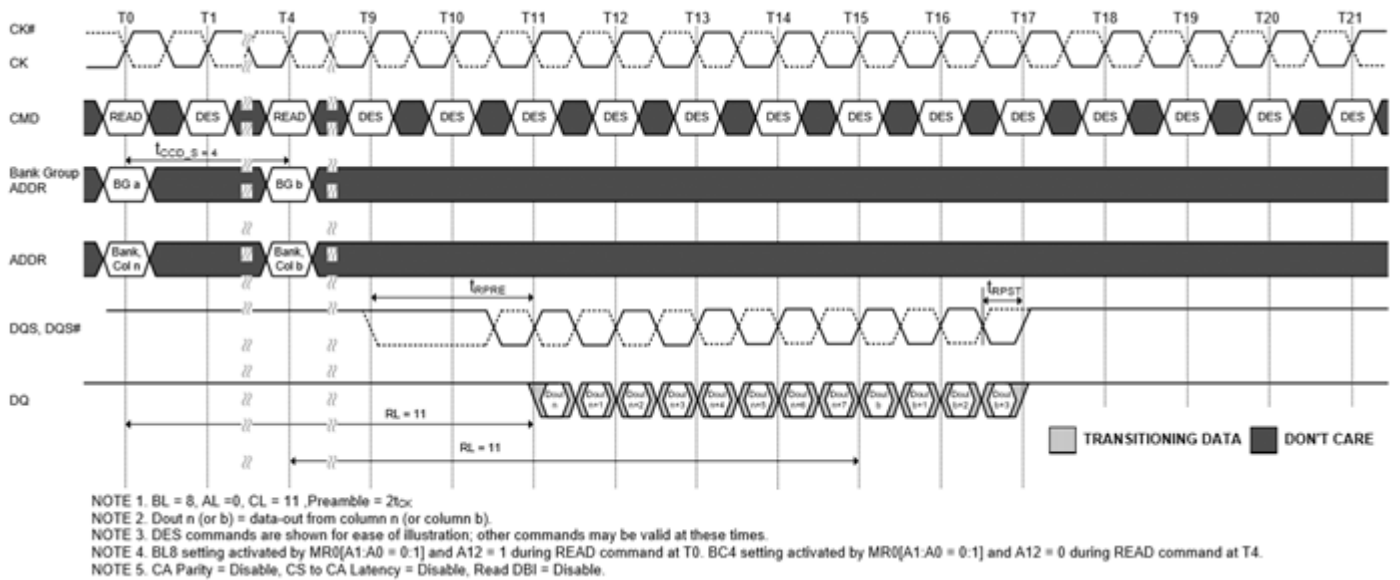 T0 T1 T4 T9 T10 T11 T12 T13 T14 T15 T16 T17 T18 T19 T20 T21
CK#
CK
CMD READ DES READ DES DES DES DES DES DES DES DES DES DES DES DES DES
tCCD_S = 4
Bank Group
ADDR BG a BG b
ADDR Bank, Col n Bank, Col b
tRPRE tRPST
DQS, DQS#
DQ Dout n Dout n+1 Dout n+2 Dout n+3 Dout n+4 Dout n+5 Dout n+6 Dout n+7 Dout b Dout b+1 Dout b+2 Dout b+3
RL = 11
RL = 11
TRANSITIONING DATA DON'T CARE
NOTE 1. BL = 8, AL =0, CL = 11 ,Preamble = 2tCK
NOTE 2. Dout n (or b) = data-out from column n (or column b).
NOTE 3. DES commands are shown for ease of illustration; other commands may be valid at these times.
NOTE 4. BL8 setting activated by MR0[A1:A0 = 0:1] and A12 = 1 during READ command at T0. BC4 setting activated by MR0[A1:A0 = 0:1] and A12 = 0 during READ command at T4.
NOTE 5. CA Parity = Disable, CS to CA Latency = Disable, Read DBI = Disable.